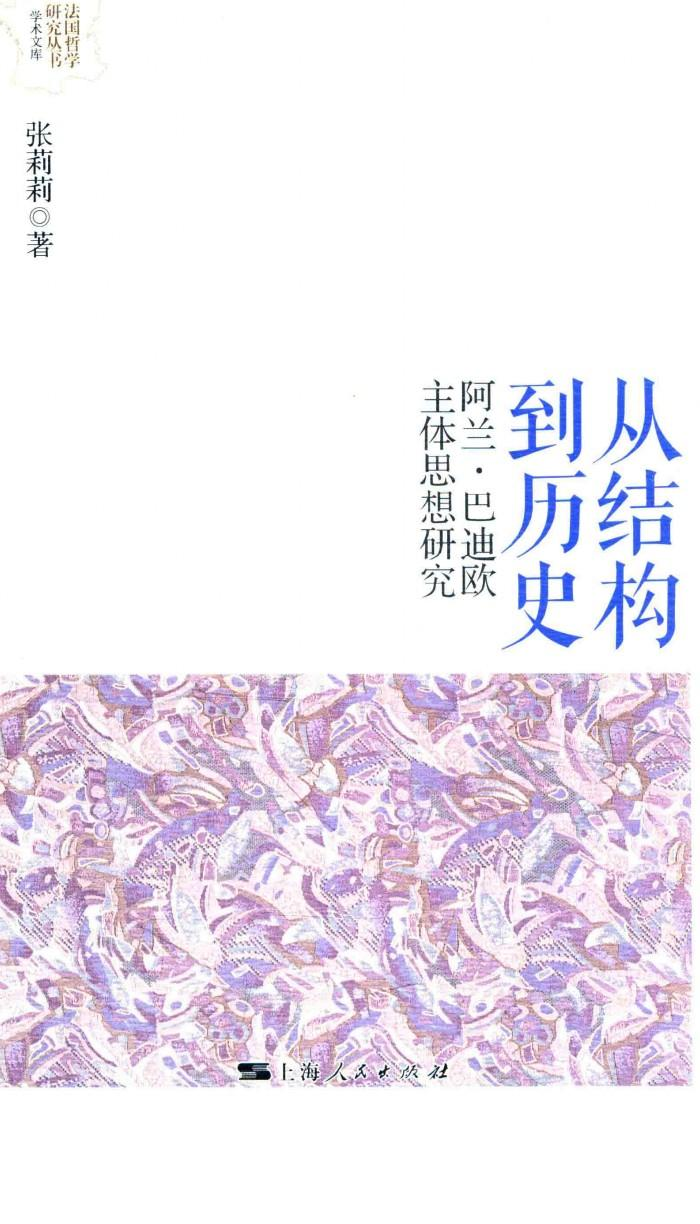 法国哲学
研究丛书
学术文库
张莉莉◎著
从结构
到历史
阿兰·巴迪欧
主体思想研究
上海人民出版社